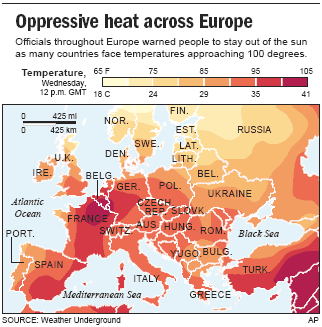 Oppressive heat across Europe
Officials throughout Europe warned people to stay out of the sun
as many countries face temperatures approaching 100 degrees.
Temperature, 65 F 75 85 95 105
Wednesday,
12 p.m. GMT 18 C 24 29 35 41
0 425 mi
0 425 km
FIN.
NOR.
EST.
RUSSIA
SWE.
LAT.
DEN.
LITH.
U.K.
IRE.
BELG.
BEL.
GER.
POL.
UKRAINE
Atlantic
Ocean
CZECH
REP.
SLOVK.
FRANCE
SWITZ.
AUS.
HUNG.
ROM.
Black Sea
PORT.
YUGO.
BULG.
SPAIN
ITALY
TURK.
Mediterranean Sea
GREECE
SOURCE: Weather Underground AP